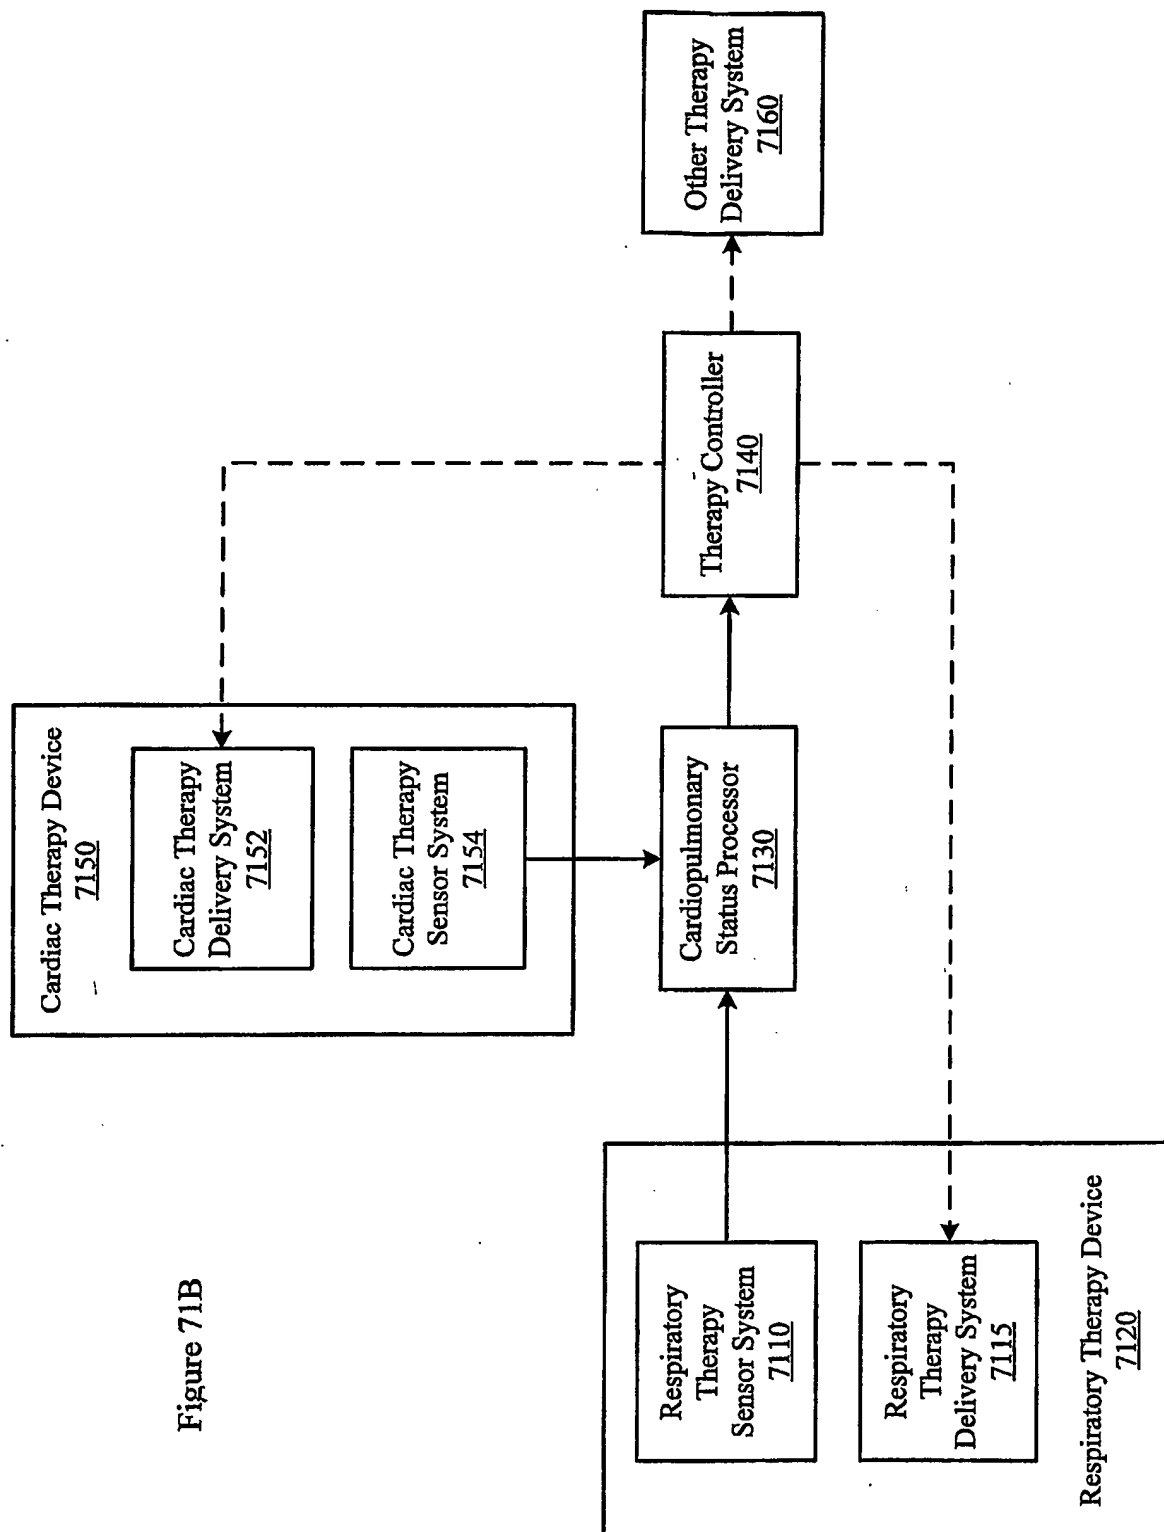 Cardiac Therapy Device
7150
Cardiac Therapy
Delivery System
7152
Cardiac Therapy
Sensor System
7154
Respiratory
Therapy
Sensor System
7110
Cardiopulmonary
Status Processor
7130
Therapy Controller
7140
Other Therapy
Delivery System
7160
Respiratory
Therapy
Delivery System
7115
Respiratory Therapy Device
7120
Figure 71B